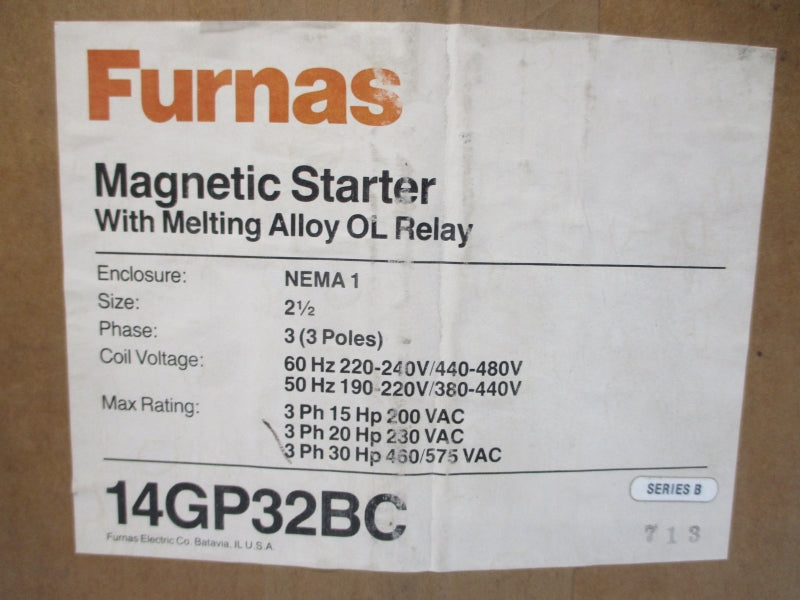 Furnas
Magnetic Starter
With Melting Alloy OL Relay
Enclosure: NEMA 1
Size: 2½
Phase: 3 (3 Poles)
Coil Voltage: 60 Hz 220-240V/440-480V
50 Hz 190-220V/380-440V
Max Rating: 3 Ph 15 Hp 200 VAC
3 Ph 20 Hp 230 VAC
3 Ph 30 Hp 460/575 VAC
14GP32BC
SERIES B
Furnas Electric Co. Batavia, IL U.S.A.
713